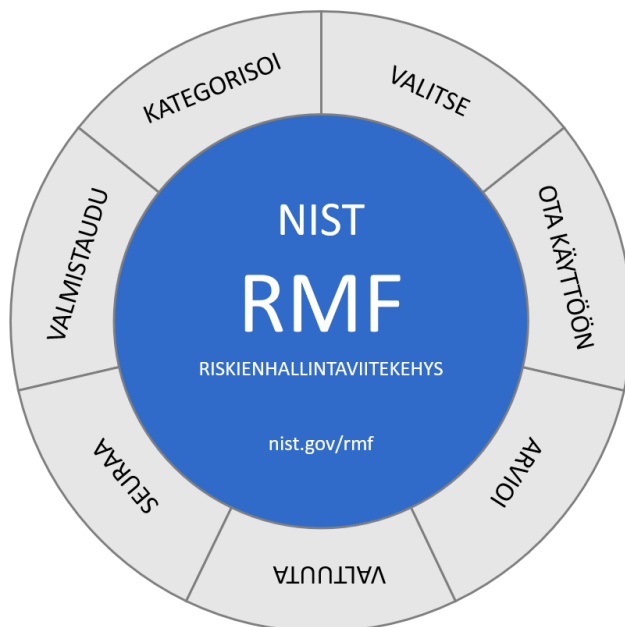 NIST
RMF
RISKIENHALLINTAVIITEKEHYS
nist.gov/rmf
VALMISTAUDU
KATEGORISOI
VALITSE
OTA KÄYTTÖÖN
ARVIOI
VALTUUTA
SEURAA